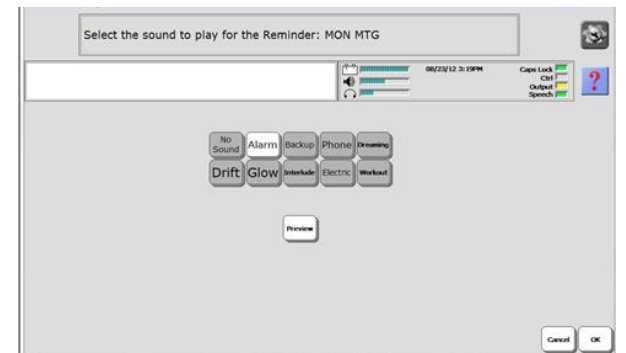 Select the sound to play for the Reminder: MON MTG
08/23/12 3:19PM
Caps Lock
Ctrl
Output
Speech
?
No Sound Alarm Backup Phone Dreaming
Drift Glow Interlude Electric Workout
Preview
Cancel OK